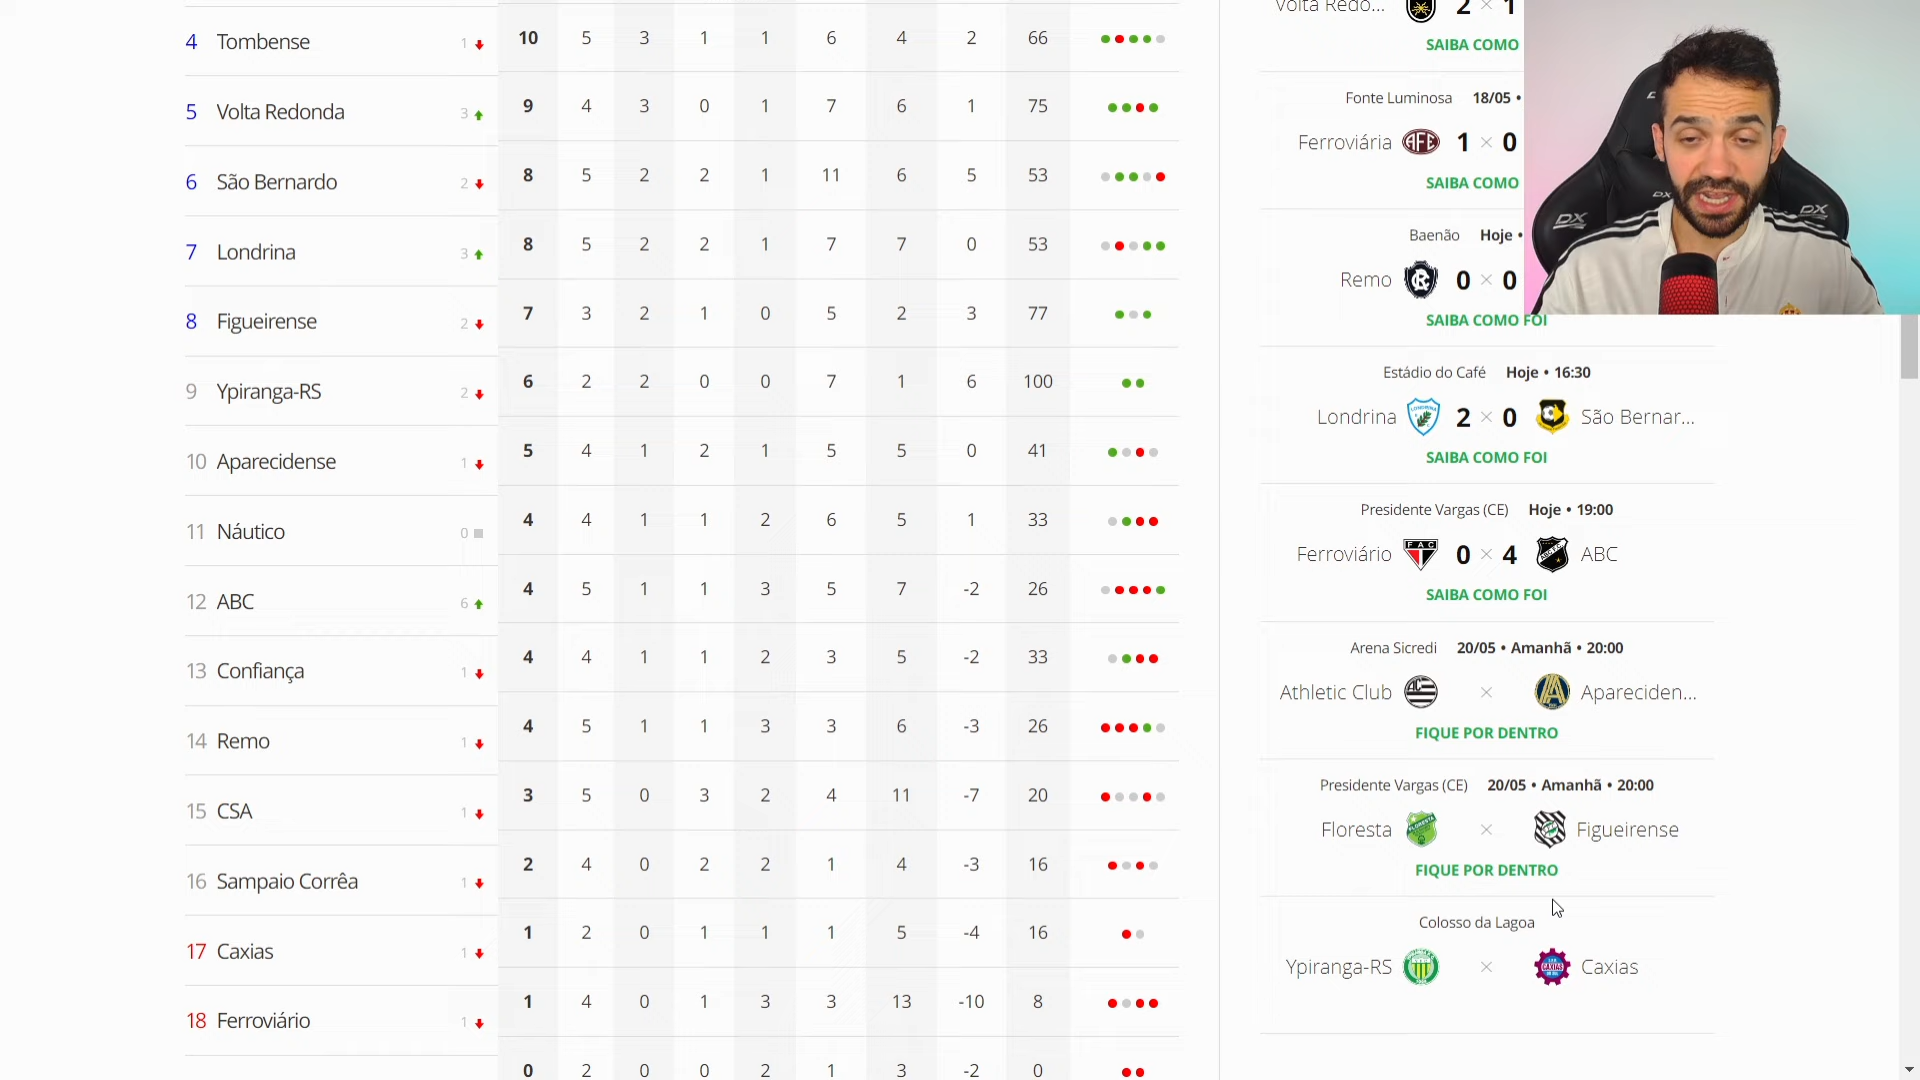 4 Tombense 1 10 5 3 1 1 6 4 2 66
5 Volta Redonda 3 9 4 3 0 1 7 6 1 75
6 São Bernardo 2 8 5 2 2 1 11 6 5 53
7 Londrina 3 8 5 2 2 1 7 7 0 53
8 Figueirense 2 7 3 2 1 0 5 2 3 77
9 Ypiranga-RS 2 6 2 2 0 0 7 1 6 100
10 Aparecidense 1 5 4 1 2 1 5 5 0 41
11 Náutico 0 4 4 1 1 2 6 5 1 33
12 ABC 6 4 5 1 1 3 5 7 -2 26
13 Confiança 1 4 4 1 1 2 3 5 -2 33
14 Remo 1 4 5 1 1 3 3 6 -3 26
15 CSA 1 3 5 0 3 2 4 11 -7 20
16 Sampaio Corrêa 1 2 4 0 2 2 1 4 -3 16
17 Caxias 1 1 2 0 1 1 1 5 -4 16
18 Ferroviário 1 1 4 0 1 3 3 13 -10 8
0 2 0 0 2 1 3 -2 0
Volta Redo... 2 × 1
SAIBA COMO
Fonte Luminosa 18/05 •
Ferroviária AFE 1 × 0
SAIBA COMO
Baenão Hoje •
Remo 0 × 0
SAIBA COMO FOI
Estádio do Café Hoje • 16:30
Londrina 2 × 0 São Bernar...
SAIBA COMO FOI
Presidente Vargas (CE) Hoje • 19:00
Ferroviário FAC 0 × 4 ABC
SAIBA COMO FOI
Arena Sicredi 20/05 • Amanhã • 20:00
Athletic Club × Apareciden...
FIQUE POR DENTRO
Presidente Vargas (CE) 20/05 • Amanhã • 20:00
Floresta × Figueirense
FIQUE POR DENTRO
Colosso da Lagoa
Ypiranga-RS × Caxias
DX DX